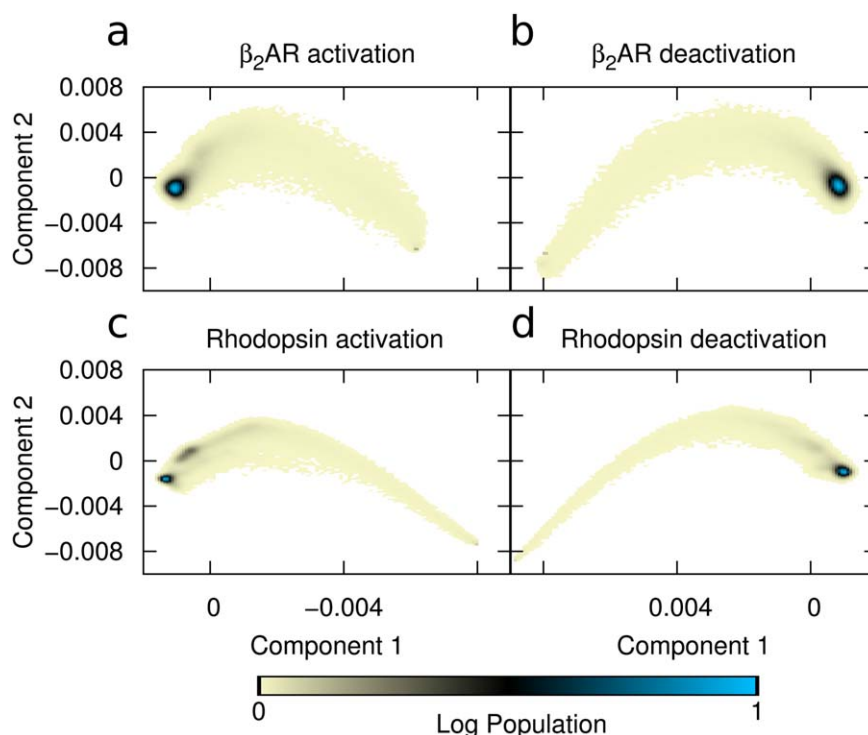 a
β₂AR activation
b
β₂AR deactivation
Component 2
0.008
0.004
0
−0.004
−0.008
c
Rhodopsin activation
d
Rhodopsin deactivation
Component 2
0.008
0.004
0
−0.004
−0.008
0
−0.004
0.004
0
Component 1
Component 1
0
1
Log Population